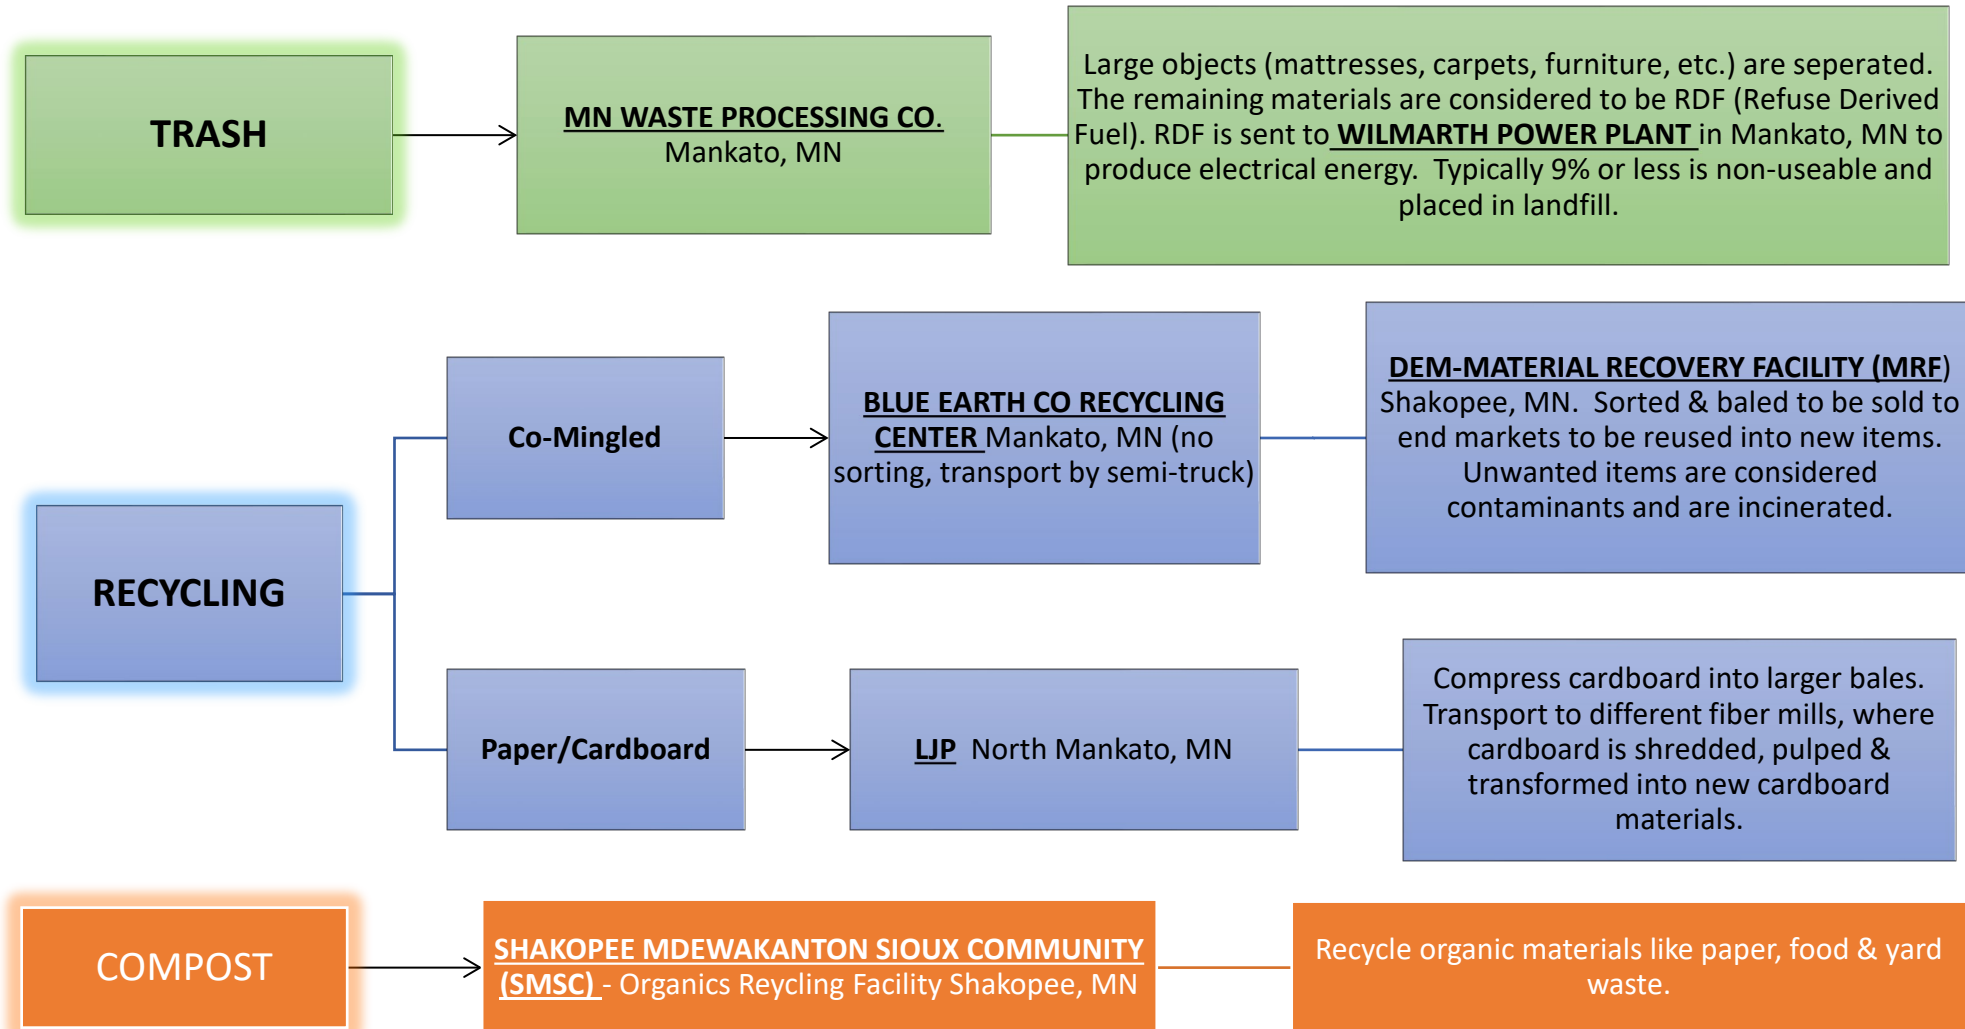 TRASH
MN WASTE PROCESSING CO.
Mankato, MN
Large objects (mattresses, carpets, furniture, etc.) are seperated.
The remaining materials are considered to be RDF (Refuse Derived
Fuel). RDF is sent to WILMARTH POWER PLANT in Mankato, MN to
produce electrical energy. Typically 9% or less is non-useable and
placed in landfill.
RECYCLING
Co-Mingled
BLUE EARTH CO RECYCLING
CENTER Mankato, MN (no
sorting, transport by semi-truck)
DEM-MATERIAL RECOVERY FACILITY (MRF)
Shakopee, MN. Sorted & baled to be sold to
end markets to be reused into new items.
Unwanted items are considered
contaminants and are incinerated.
Paper/Cardboard
LJP North Mankato, MN
Compress cardboard into larger bales.
Transport to different fiber mills, where
cardboard is shredded, pulped &
transformed into new cardboard
materials.
COMPOST
SHAKOPEE MDEWAKANTON SIOUX COMMUNITY
(SMSC) - Organics Reycling Facility Shakopee, MN
Recycle organic materials like paper, food & yard
waste.